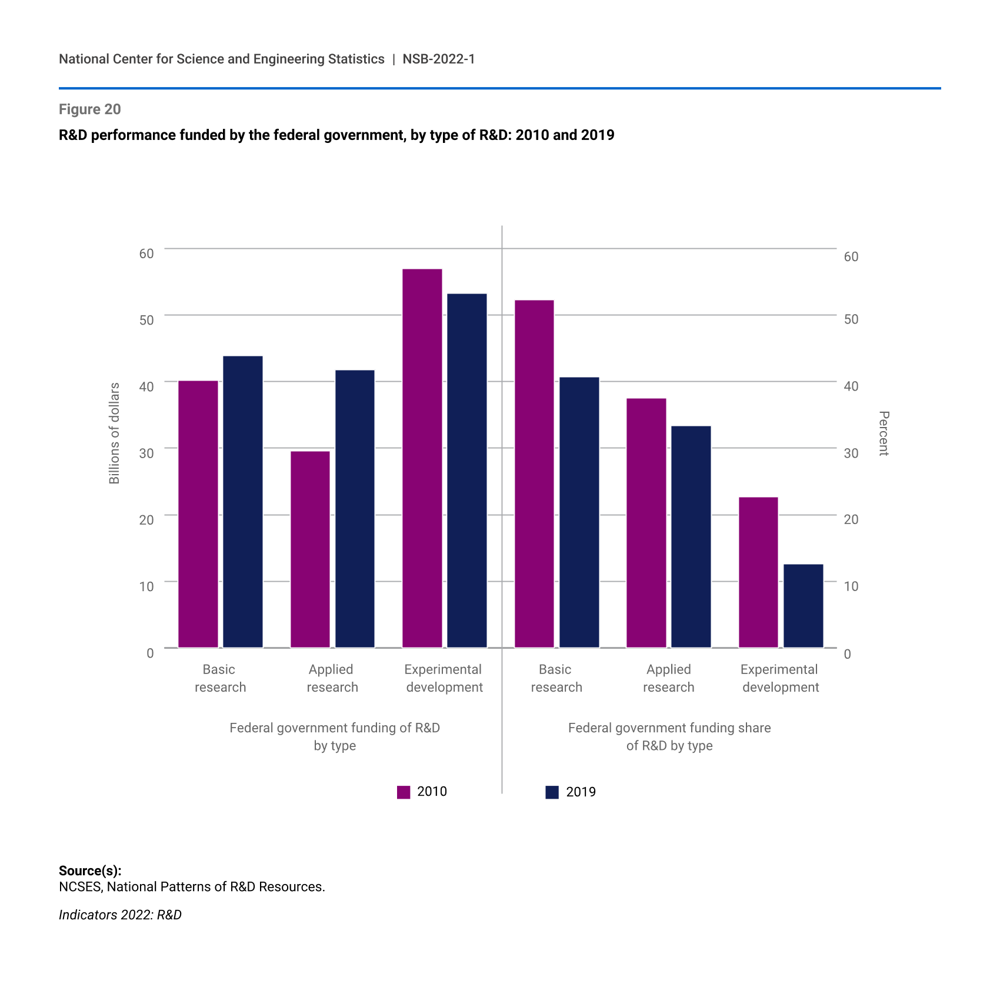 National Center for Science and Engineering Statistics | NSB-2022-1
Figure 20
R&D performance funded by the federal government, by type of R&D: 2010 and 2019
60
50
40
30
20
10
0
Billions of dollars
60
50
40
30
20
10
0
Percent
Basic
research
Applied
research
Experimental
development
Basic
research
Applied
research
Experimental
development
Federal government funding of R&D
by type
Federal government funding share
of R&D by type
2010
2019
Source(s):
NCSES, National Patterns of R&D Resources.
Indicators 2022: R&D